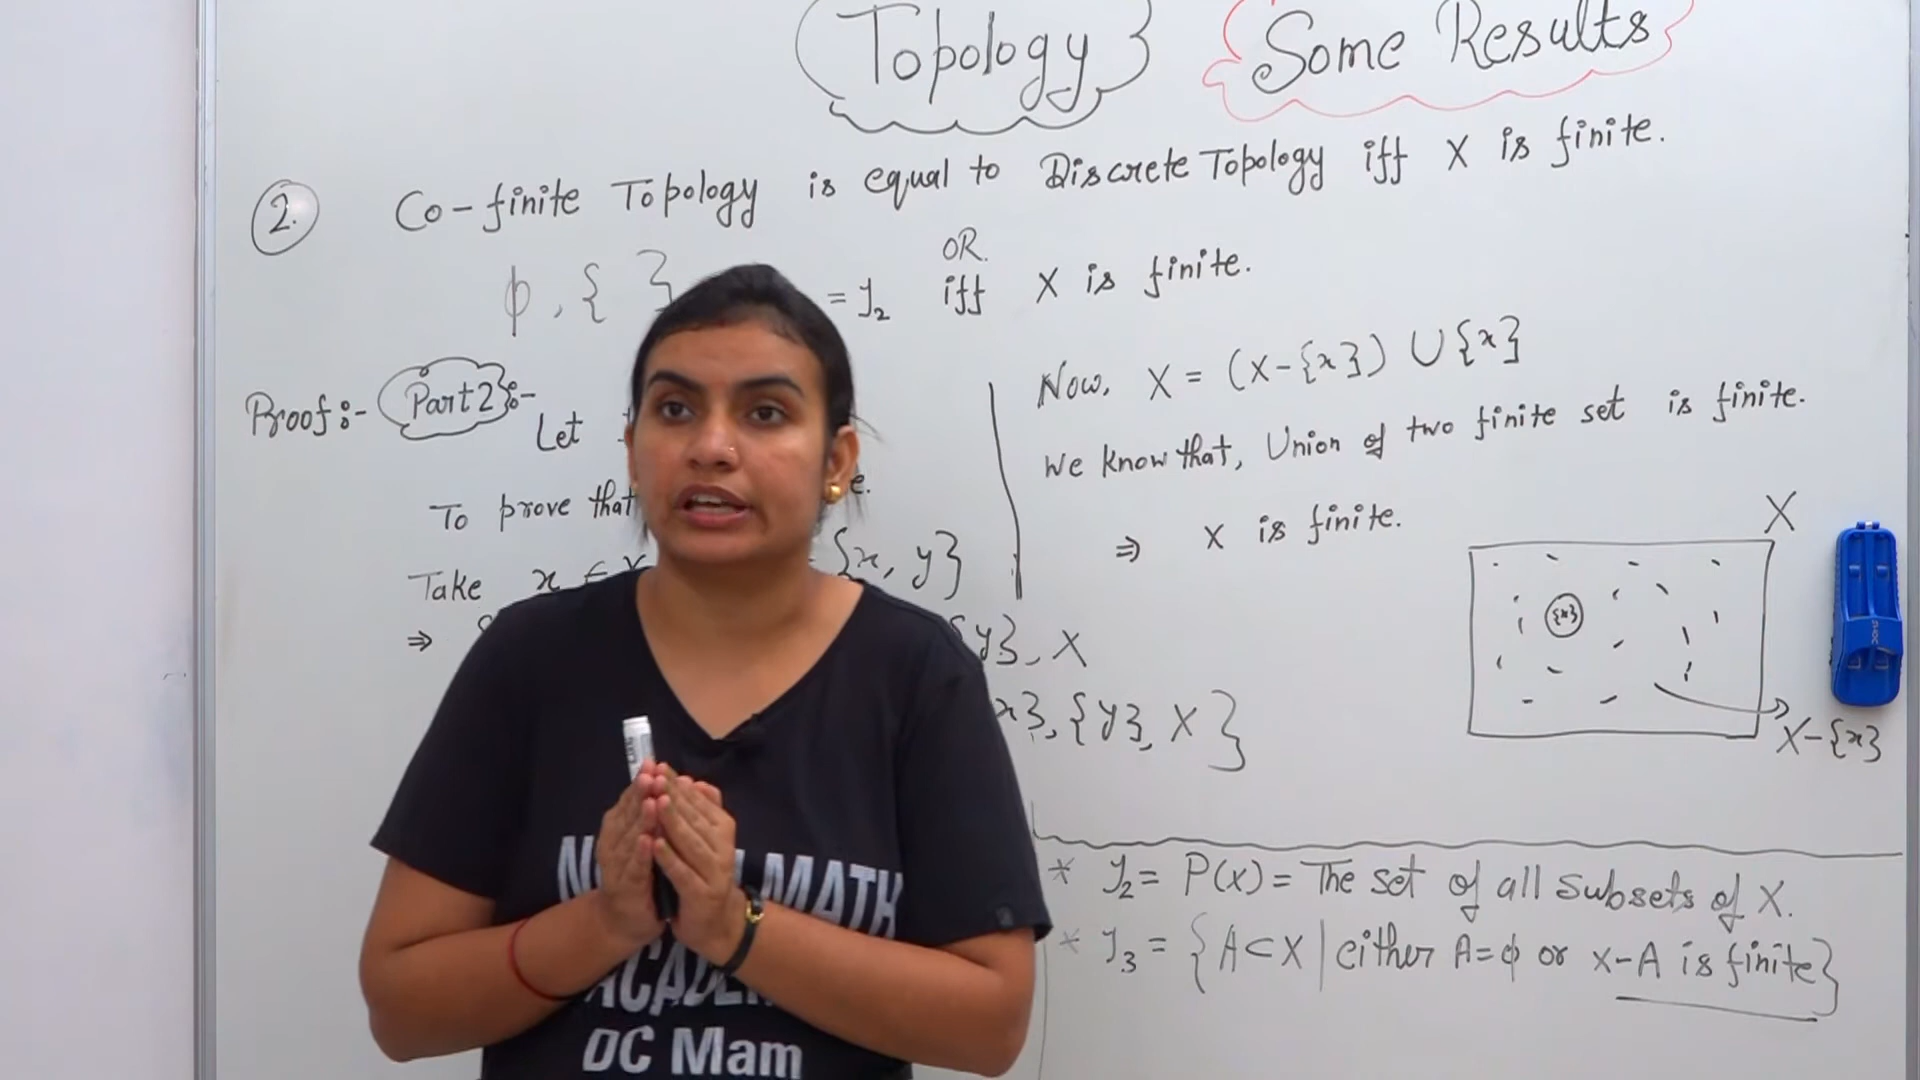 Topology Some Results
2. Co-finite Topology is equal to Discrete Topology iff X is finite.
OR.
ϕ, { } = J₂ iff X is finite.
Proof:- Part 2:- Let
To prove that e.
Take x ∈ {x, y}
⇒ {y}, X
x}, {y}, X }
Now, X = (X-{x}) ∪ {x}
We know that, Union of two finite set is finite.
⇒ X is finite.
X
{x}
X-{x}
* J₂ = P(X) = The set of all subsets of X.
* J₃ = {A⊂X | either A=ϕ or X-A is finite}
MATH
DC Mam